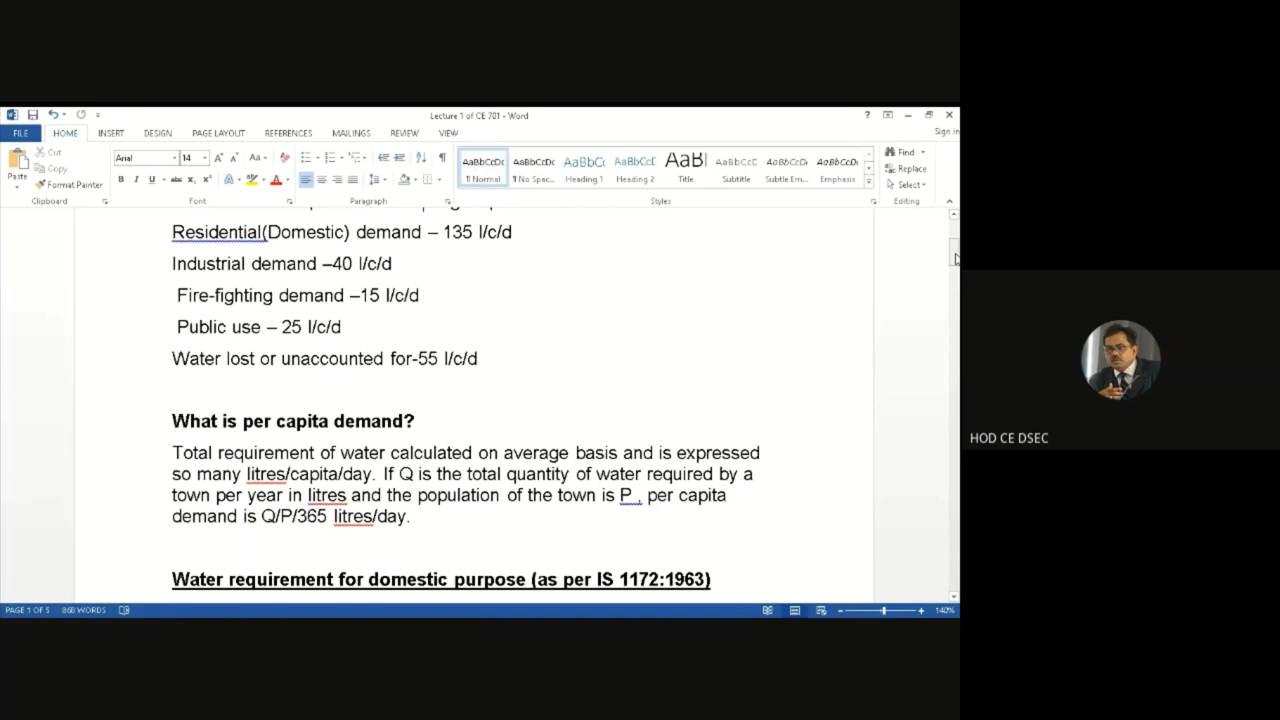 Lecture 1 of CE 701 - Word
Sign in
FILE HOME INSERT DESIGN PAGE LAYOUT REFERENCES MAILINGS REVIEW VIEW
Paste
Cut
Copy
Format Painter
Clipboard
Arial 14
Font
Paragraph
AaBbCcDc AaBbCcDc AaBbC AaBbCcC AaB AaBbCcC AaBbCcDc AaBbCcDc
¶ Normal ¶ No Spac... Heading 1 Heading 2 Title Subtitle Subtle Em... Emphasis
Styles
Find
Replace
Select
Editing
Residential(Domestic) demand – 135 l/c/d
Industrial demand –40 l/c/d
Fire-fighting demand –15 l/c/d
Public use – 25 l/c/d
Water lost or unaccounted for-55 l/c/d
What is per capita demand?
Total requirement of water calculated on average basis and is expressed
so many litres/capita/day. If Q is the total quantity of water required by a
town per year in litres and the population of the town is P , per capita
demand is Q/P/365 litres/day.
Water requirement for domestic purpose (as per IS 1172:1963)
PAGE 1 OF 5 868 WORDS
140%
HOD CE DSEC